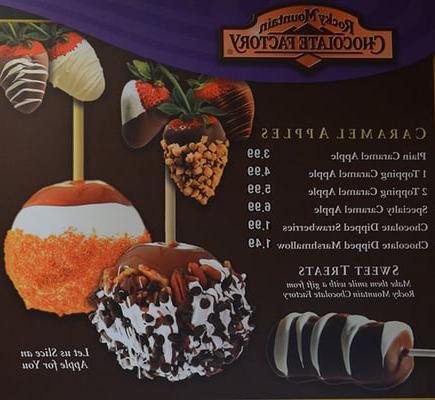 Rocky Mountain
CHOCOLATE FACTORY®
CARAMEL APPLES
Plain Caramel Apple 3.99
1 Topping Caramel Apple 4.99
2 Topping Caramel Apple 5.99
Specialty Caramel Apple 6.99
Chocolate Dipped Strawberries 1.99
Chocolate Dipped Marshmallow 1.49
SWEET TREATS
Make them smile with a gift from
Rocky Mountain Chocolate Factory
Let us Slice an
Apple for You